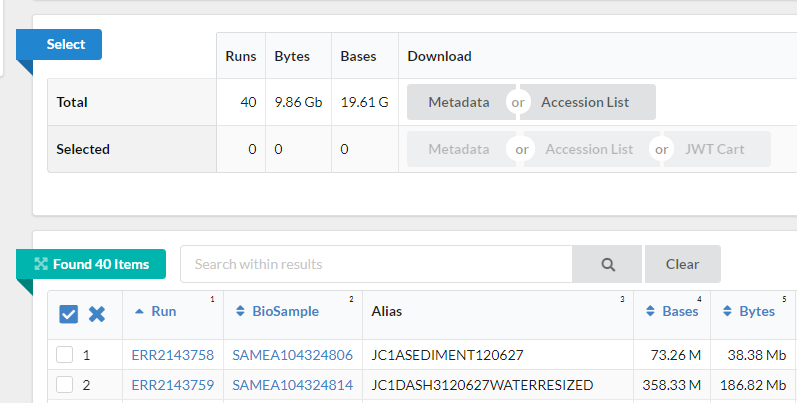 Select
Runs Bytes Bases Download
Total 40 9.86 Gb 19.61 G Metadata or Accession List
Selected 0 0 0 Metadata or Accession List or JWT Cart
Found 40 Items Search within results Clear
Run 1 BioSample 2 Alias 3 Bases 4 Bytes 5
1 ERR2143758 SAMEA104324806 JC1ASEDIMENT120627 73.26 M 38.38 Mb
2 ERR2143759 SAMEA104324814 JC1DASH3120627WATERRESIZED 358.33 M 186.82 Mb